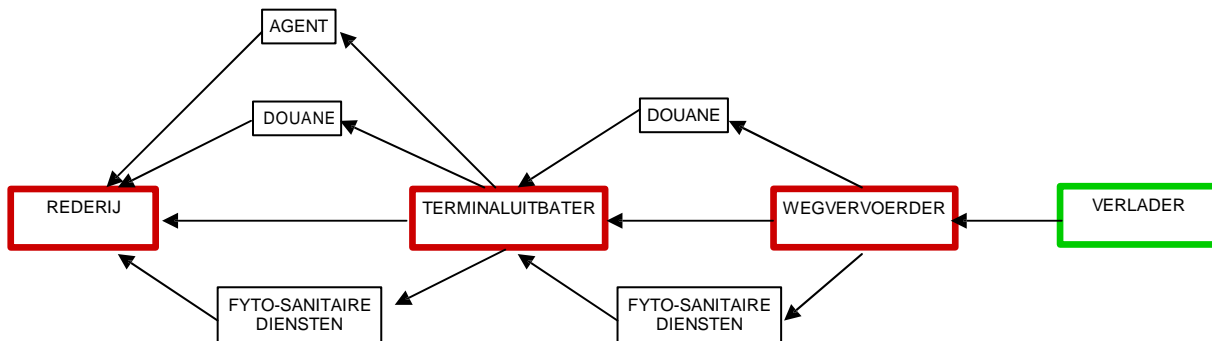 AGENT
DOUANE
DOUANE
REDERIJ
TERMINALUITBATER
WEGVERVOERDER
VERLADER
FYTO-SANITAIRE
DIENSTEN
FYTO-SANITAIRE
DIENSTEN